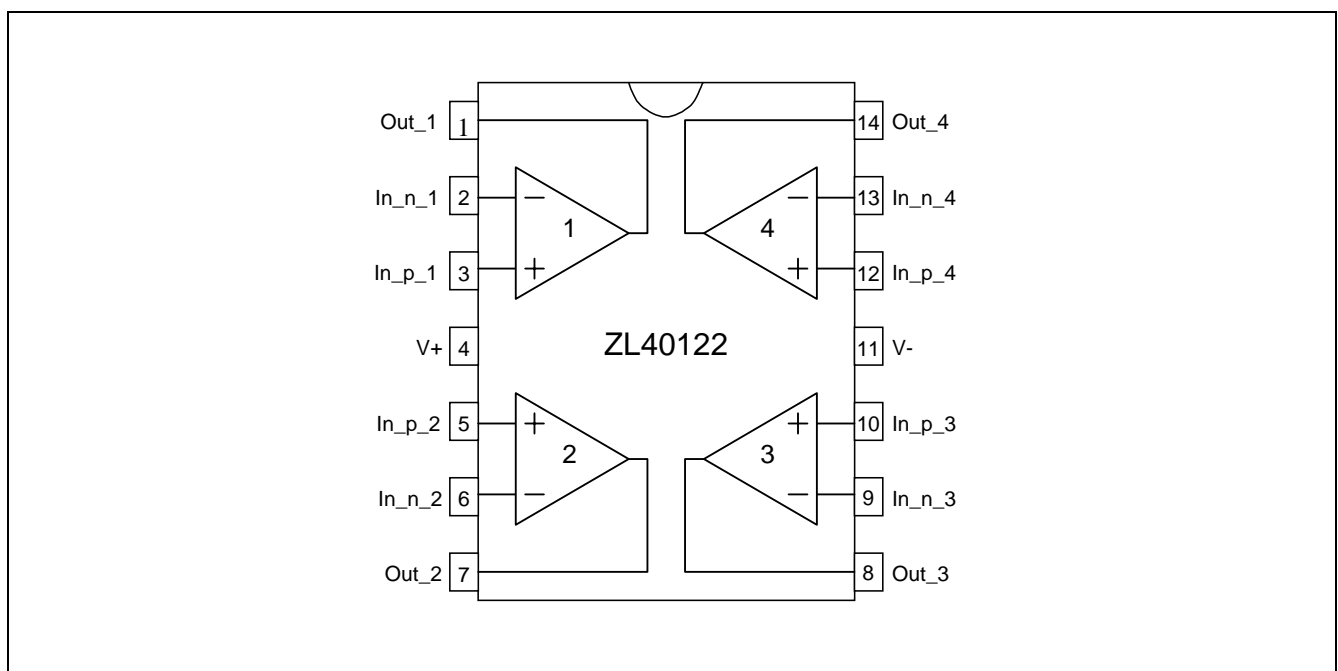 Out_1 1 14 Out_4
In_n_1 2 − − 13 In_n_4
1 4
In_p_1 3 + + 12 In_p_4
V+ 4 ZL40122 11 V-
In_p_2 5 + + 10 In_p_3
2 3
In_n_2 6 − − 9 In_n_3
Out_2 7 8 Out_3